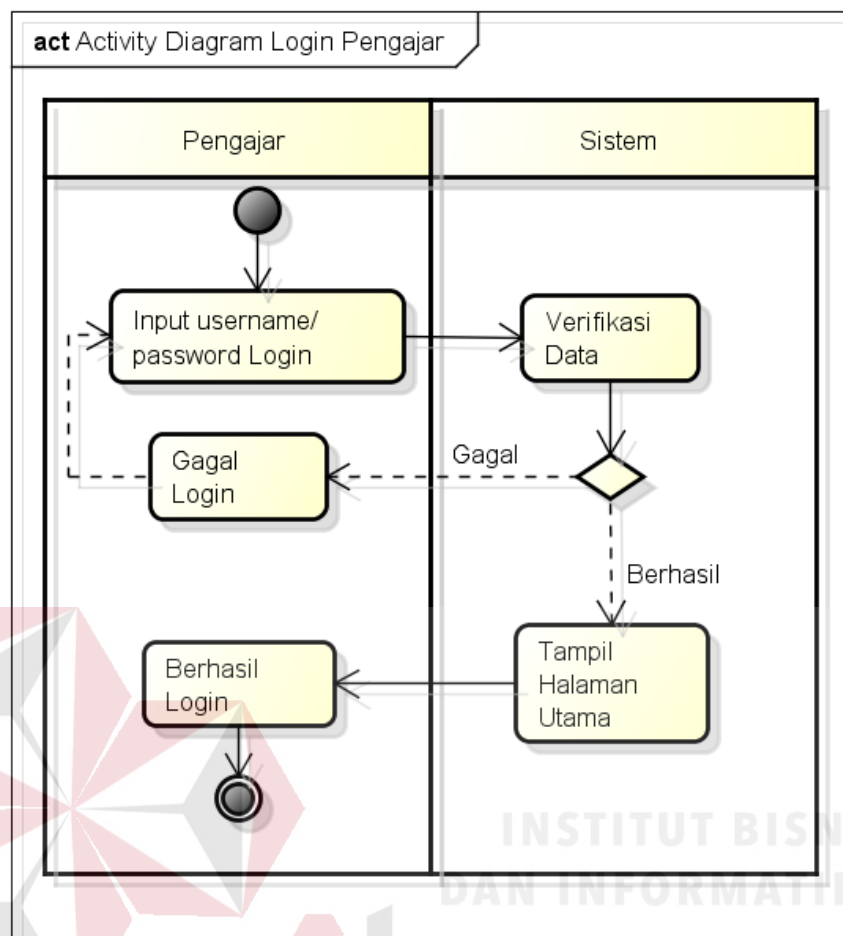 act Activity Diagram Login Pengajar
Pengajar
Sistem
Input username/
password Login
Verifikasi
Data
Gagal
Login
Gagal
Berhasil
Berhasil
Login
Tampil
Halaman
Utama
INSTITUT BISN
DAN INFORMATIK